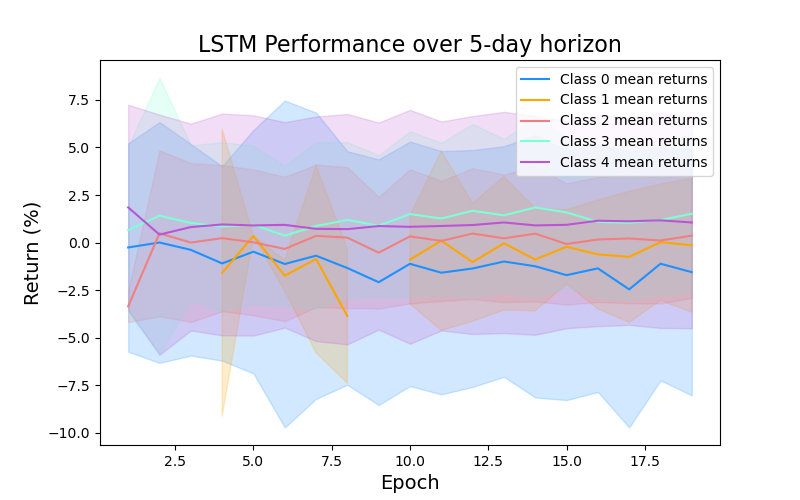 LSTM Performance over 5-day horizon
Class 0 mean returns
Class 1 mean returns
Class 2 mean returns
Class 3 mean returns
Class 4 mean returns
Return (%)
7.5
5.0
2.5
0.0
−2.5
−5.0
−7.5
−10.0
2.5 5.0 7.5 10.0 12.5 15.0 17.5
Epoch